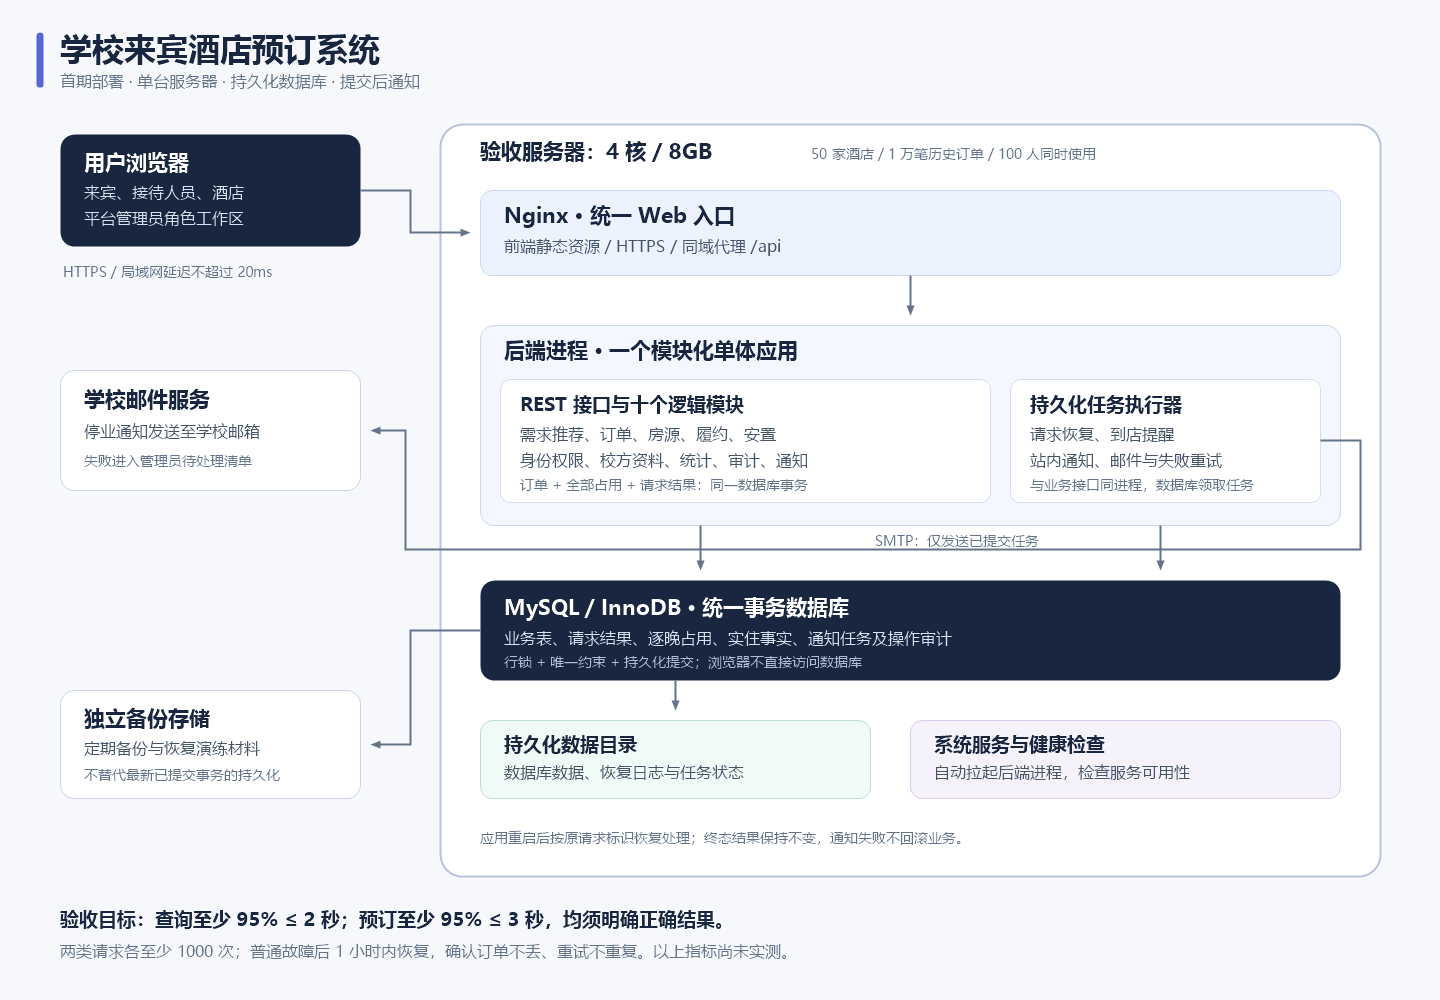 学校来宾酒店预订系统
首期部署 · 单台服务器 · 持久化数据库 · 提交后通知
用户浏览器
来宾、接待人员、酒店
平台管理员角色工作区
HTTPS / 局域网延迟不超过 20ms
学校邮件服务
停业通知发送至学校邮箱
失败进入管理员待处理清单
独立备份存储
定期备份与恢复演练材料
不替代最新已提交事务的持久化
验收服务器：4 核 / 8GB
50 家酒店 / 1 万笔历史订单 / 100 人同时使用
Nginx • 统一 Web 入口
前端静态资源 / HTTPS / 同域代理 /api
后端进程 • 一个模块化单体应用
REST 接口与十个逻辑模块
需求推荐、订单、房源、履约、安置
身份权限、校方资料、统计、审计、通知
订单 + 全部占用 + 请求结果：同一数据库事务
持久化任务执行器
请求恢复、到店提醒
站内通知、邮件与失败重试
与业务接口同进程，数据库领取任务
SMTP：仅发送已提交任务
MySQL / InnoDB • 统一事务数据库
业务表、请求结果、逐晚占用、实住事实、通知任务及操作审计
行锁 + 唯一约束 + 持久化提交；浏览器不直接访问数据库
持久化数据目录
数据库数据、恢复日志与任务状态
系统服务与健康检查
自动拉起后端进程，检查服务可用性
应用重启后按原请求标识恢复处理；终态结果保持不变，通知失败不回滚业务。
验收目标：查询至少 95% ≤ 2 秒；预订至少 95% ≤ 3 秒，均须明确正确结果。
两类请求各至少 1000 次；普通故障后 1 小时内恢复，确认订单不丢、重试不重复。以上指标尚未实测。